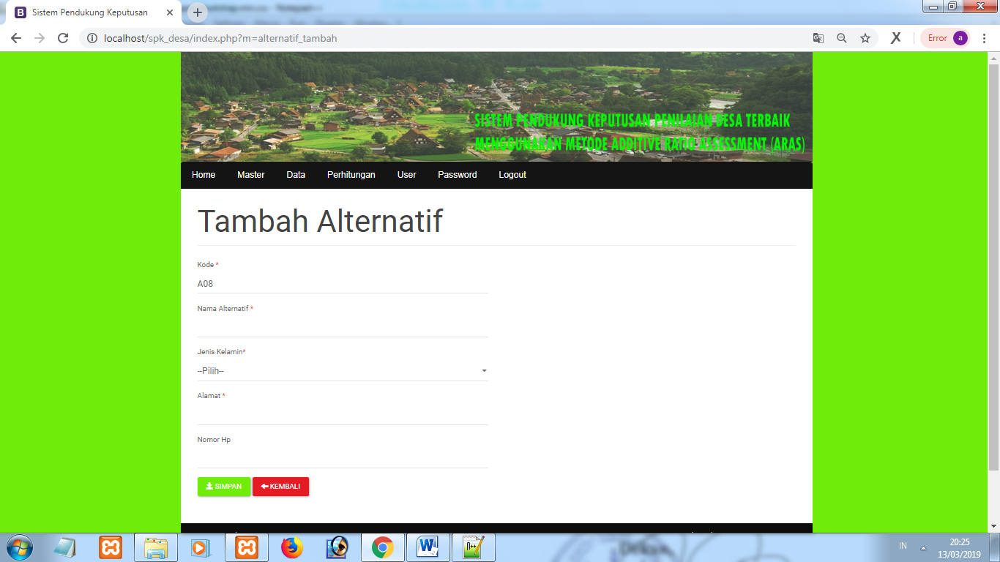 Sistem Pendukung Keputusan
localhost/spk_desa/index.php?m=alternatif_tambah
Error a
SISTEM PENDUKUNG KEPUTUSAN PENILAIAN DESA TERBAIK
MENGGUNAKAN METODE ADDITIVE RATIO ASSESSMENT (ARAS)
Home Master Data Perhitungan User Password Logout
Tambah Alternatif
Kode *
A08
Nama Alternatif *
Jenis Kelamin*
--Pilih--
Alamat *
Nomor Hp
SIMPAN KEMBALI
IN
20:25
13/03/2019